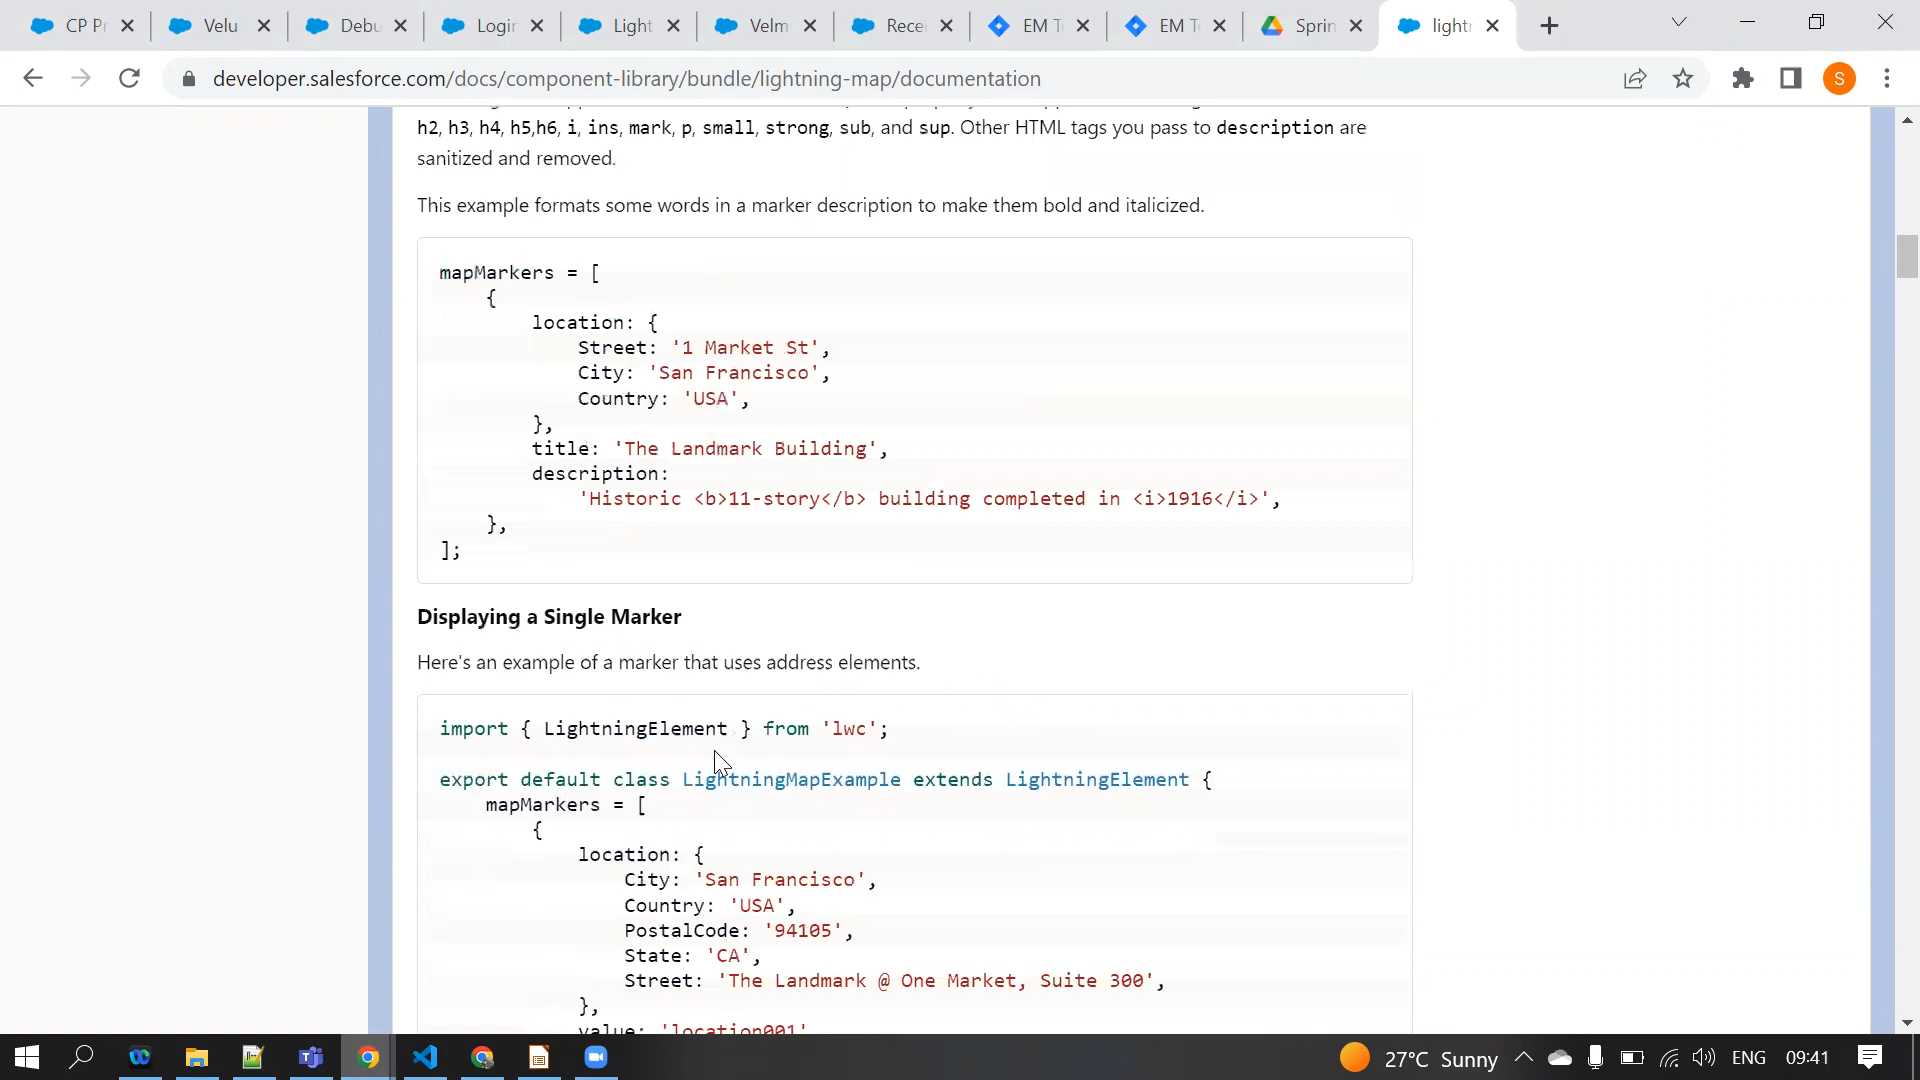 CP Pr
Velu
Debu
Login
Light
Velm
Rece
EM Te
EM Te
Sprin
lightn
developer.salesforce.com/docs/component-library/bundle/lightning-map/documentation
S
h2, h3, h4, h5,h6, i, ins, mark, p, small, strong, sub, and sup. Other HTML tags you pass to description are
sanitized and removed.
This example formats some words in a marker description to make them bold and italicized.
mapMarkers = [
{
location: {
Street: '1 Market St',
City: 'San Francisco',
Country: 'USA',
},
title: 'The Landmark Building',
description:
'Historic <b>11-story</b> building completed in <i>1916</i>',
},
];
Displaying a Single Marker
Here's an example of a marker that uses address elements.
import { LightningElement } from 'lwc';
export default class LightningMapExample extends LightningElement {
mapMarkers = [
{
location: {
City: 'San Francisco',
Country: 'USA',
PostalCode: '94105',
State: 'CA',
Street: 'The Landmark @ One Market, Suite 300',
},
value: 'location001'
27°C Sunny
ENG
09:41